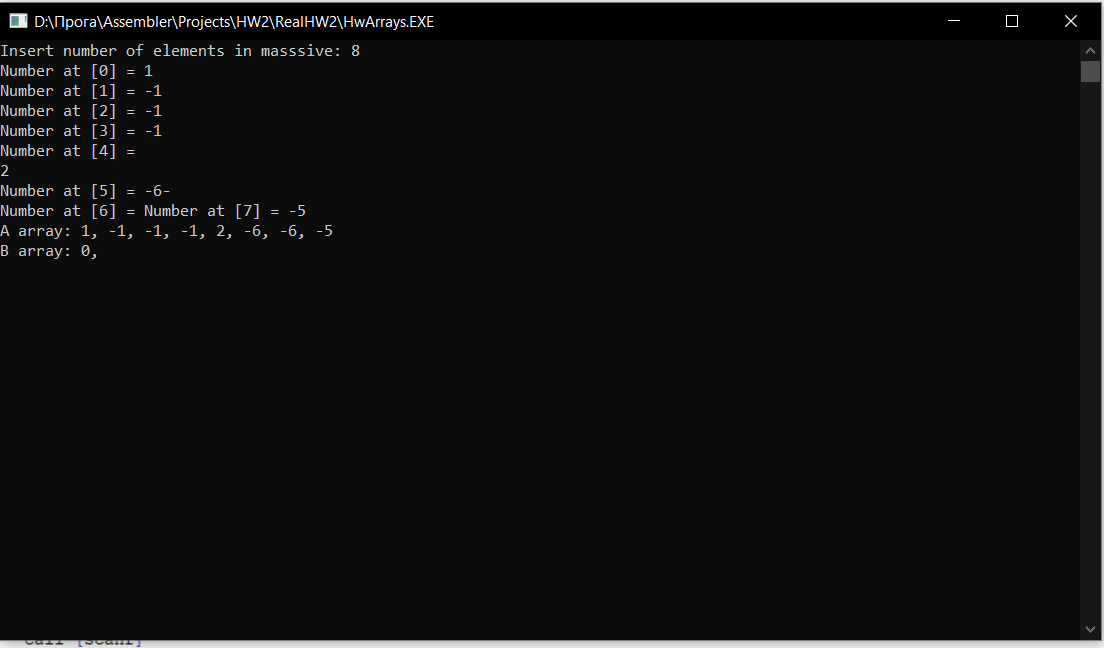 D:\Прога\Assembler\Projects\HW2\RealHW2\HwArrays.EXE
Insert number of elements in masssive: 8
Number at [0] = 1
Number at [1] = -1
Number at [2] = -1
Number at [3] = -1
Number at [4] =
2
Number at [5] = -6-
Number at [6] = Number at [7] = -5
A array: 1, -1, -1, -1, 2, -6, -6, -5
B array: 0,
call [scanf]